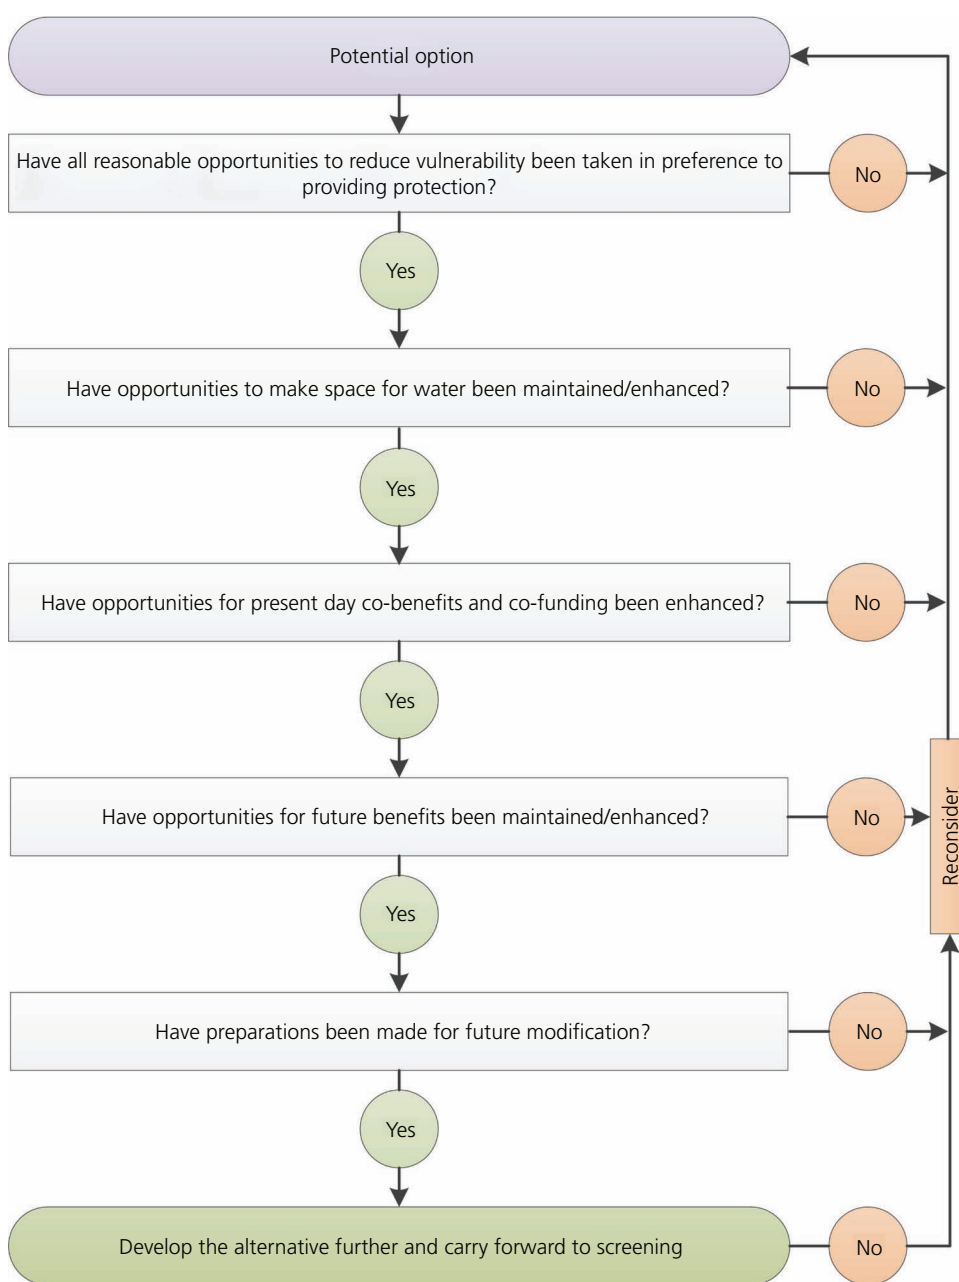 Potential option
Have all reasonable opportunities to reduce vulnerability been taken in preference to
providing protection?
No
Yes
Have opportunities to make space for water been maintained/enhanced?
No
Yes
Have opportunities for present day co-benefits and co-funding been enhanced?
No
Yes
Have opportunities for future benefits been maintained/enhanced?
No
Reconsider
Yes
Have preparations been made for future modification?
No
Yes
Develop the alternative further and carry forward to screening
No